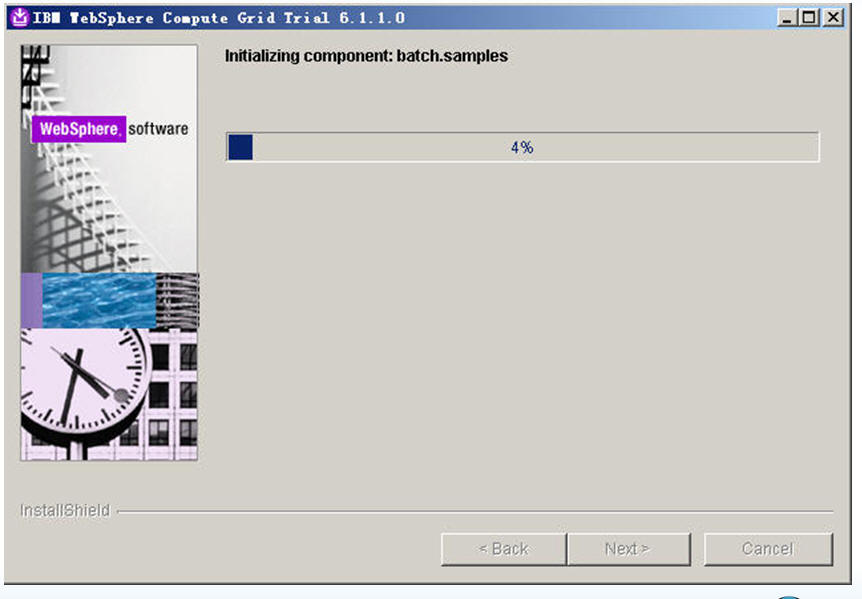 IBM WebSphere Compute Grid Trial 6.1.1.0
Initializing component: batch.samples
WebSphere. software
4%
InstallShield
< Back
Next >
Cancel